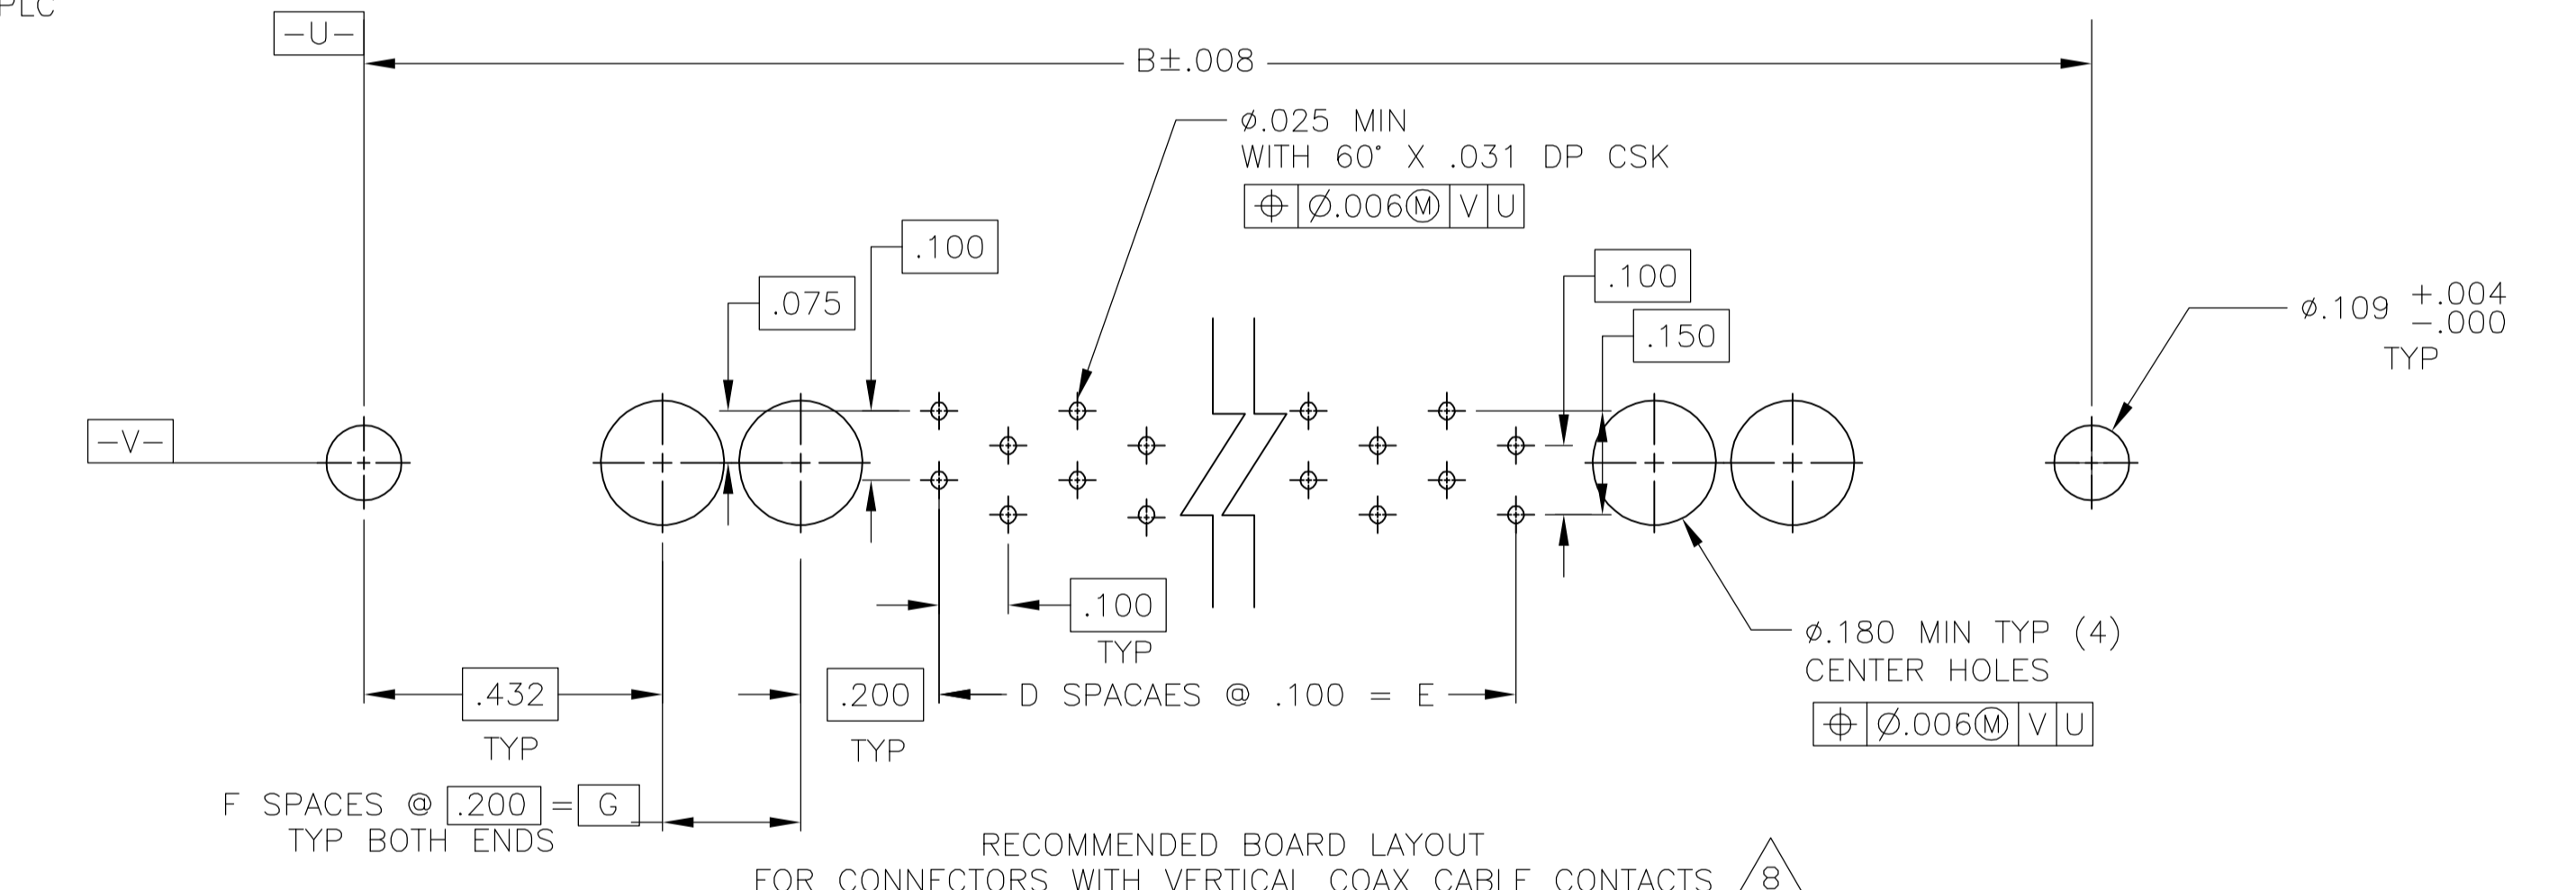 PLC
-U-
B±.008
ø.025 MIN
WITH 60° X .031 DP CSK
⌖ Ø.006Ⓜ V U
.100
.075
.100
.150
ø.109 +.004
-.000
TYP
-V-
.100
TYP
ø.180 MIN TYP (4)
CENTER HOLES
⌖ Ø.006Ⓜ V U
.432
TYP
.200
TYP
D SPACAES @ .100 = E
F SPACES @ .200 = G
TYP BOTH ENDS
RECOMMENDED BOARD LAYOUT
FOR CONNECTORS WITH VERTICAL COAX CABLE CONTACTS 8